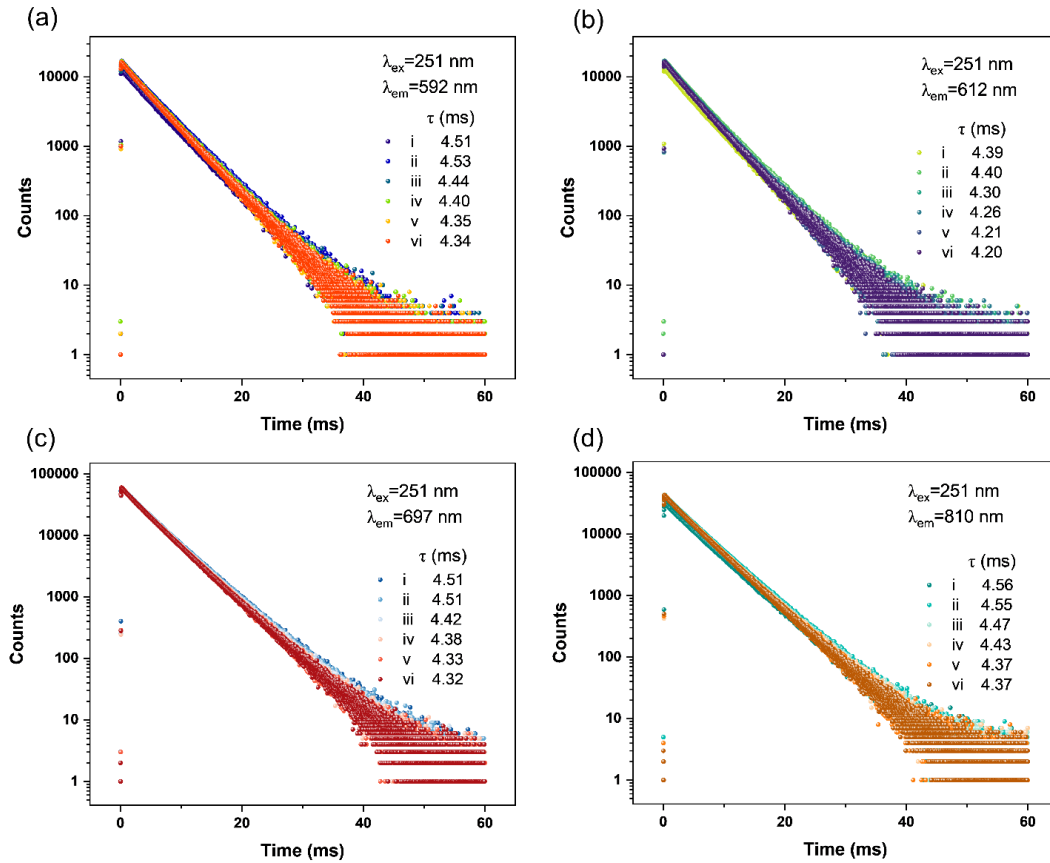 (a)
λex=251 nm
λem=592 nm
τ (ms)
i 4.51
ii 4.53
iii 4.44
iv 4.40
v 4.35
vi 4.34
10000
1000
100
10
1
Counts
0 20 40 60
Time (ms)
(b)
λex=251 nm
λem=612 nm
τ (ms)
i 4.39
ii 4.40
iii 4.30
iv 4.26
v 4.21
vi 4.20
10000
1000
100
10
1
Counts
0 20 40 60
Time (ms)
(c)
λex=251 nm
λem=697 nm
τ (ms)
i 4.51
ii 4.51
iii 4.42
iv 4.38
v 4.33
vi 4.32
100000
10000
1000
100
10
1
Counts
0 20 40 60
Time (ms)
(d)
λex=251 nm
λem=810 nm
τ (ms)
i 4.56
ii 4.55
iii 4.47
iv 4.43
v 4.37
vi 4.37
100000
10000
1000
100
10
1
Counts
0 20 40 60
Time (ms)